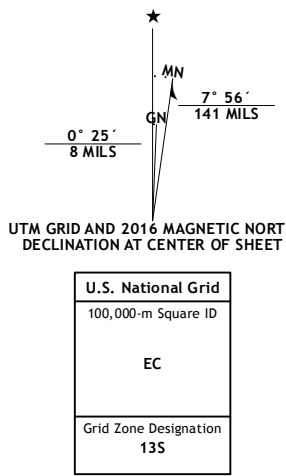 MN
GN
7° 56´
141 MILS
0° 25´
8 MILS
UTM GRID AND 2016 MAGNETIC NORT
DECLINATION AT CENTER OF SHEET
U.S. National Grid
100,000-m Square ID
EC
Grid Zone Designation
13S